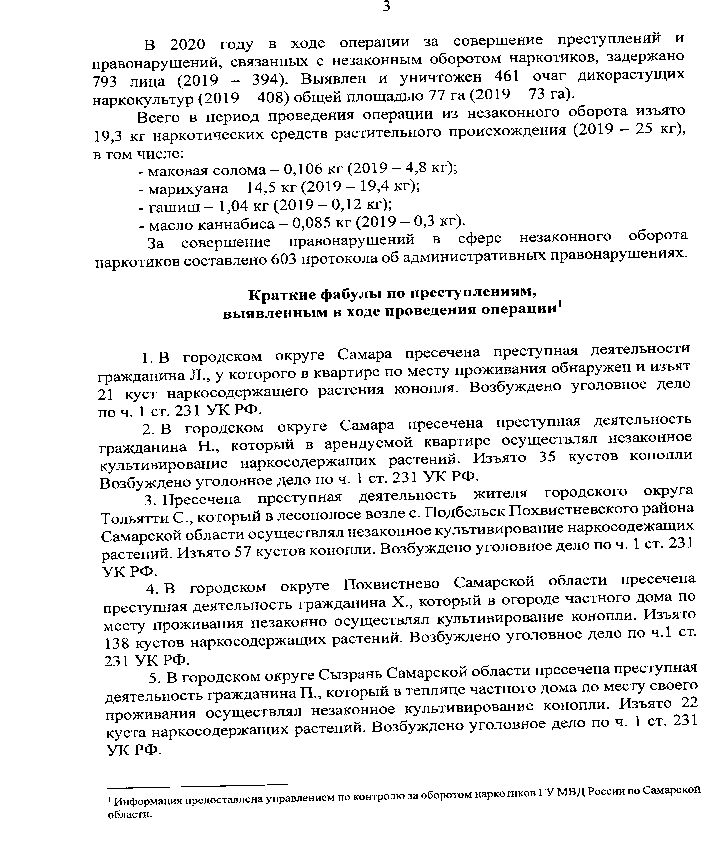 3
В 2020 году в ходе операции за совершение преступлений и
правонарушений, связанных с незаконным оборотом наркотиков, задержано
793 лица (2019 – 394). Выявлен и уничтожен 461 очаг дикорастущих
наркокультур (2019 – 408) общей площадью 77 га (2019 – 73 га).
Всего в период проведения операции из незаконного оборота изъято
19,3 кг наркотических средств растительного происхождения (2019 – 25 кг),
в том числе:
- маковая солома – 0,106 кг (2019 – 4,8 кг);
- марихуана – 14,5 кг (2019 – 19,4 кг);
- гашиш – 1,04 кг (2019 – 0,12 кг);
- масло каннабиса – 0,085 кг (2019 – 0,3 кг).
За совершение правонарушений в сфере незаконного оборота
наркотиков составлено 603 протокола об административных правонарушениях.
Краткие фабулы по преступлениям,
выявленным в ходе проведения операции¹
1. В городском округе Самара пресечена преступная деятельности
гражданина Л., у которого в квартире по месту проживания обнаружен и изъят
21 куст наркосодержащего растения конопля. Возбуждено уголовное дело
по ч. 1 ст. 231 УК РФ.
2. В городском округе Самара пресечена преступная деятельность
гражданина Н., который в арендуемой квартире осуществлял незаконное
культивирование наркосодержащих растений. Изъято 35 кустов конопли
Возбуждено уголовное дело по ч. 1 ст. 231 УК РФ.
3. Пресечена преступная деятельность жителя городского округа
Тольятти С., который в лесополосе возле с. Подбельск Похвистневского района
Самарской области осуществлял незаконное культивирование наркосодежащих
растений. Изъято 57 кустов конопли. Возбуждено уголовное дело по ч. 1 ст. 231
УК РФ.
4. В городском округе Похвистнево Самарской области пресечена
преступная деятельность гражданина Х., который в огороде частного дома по
месту проживания незаконно осуществлял культивирование конопли. Изъято
138 кустов наркосодержащих растений. Возбуждено уголовное дело по ч.1 ст.
231 УК РФ.
5. В городском округе Сызрань Самарской области пресечена преступная
деятельность гражданина П., который в теплице частного дома по месту своего
проживания осуществлял незаконное культивирование конопли. Изъято 22
куста наркосодержащих растений. Возбуждено уголовное дело по ч. 1 ст. 231
УК РФ.
¹ Информация предоставлена управлением по контролю за оборотом наркотиков ГУ МВД России по Самарской
области.